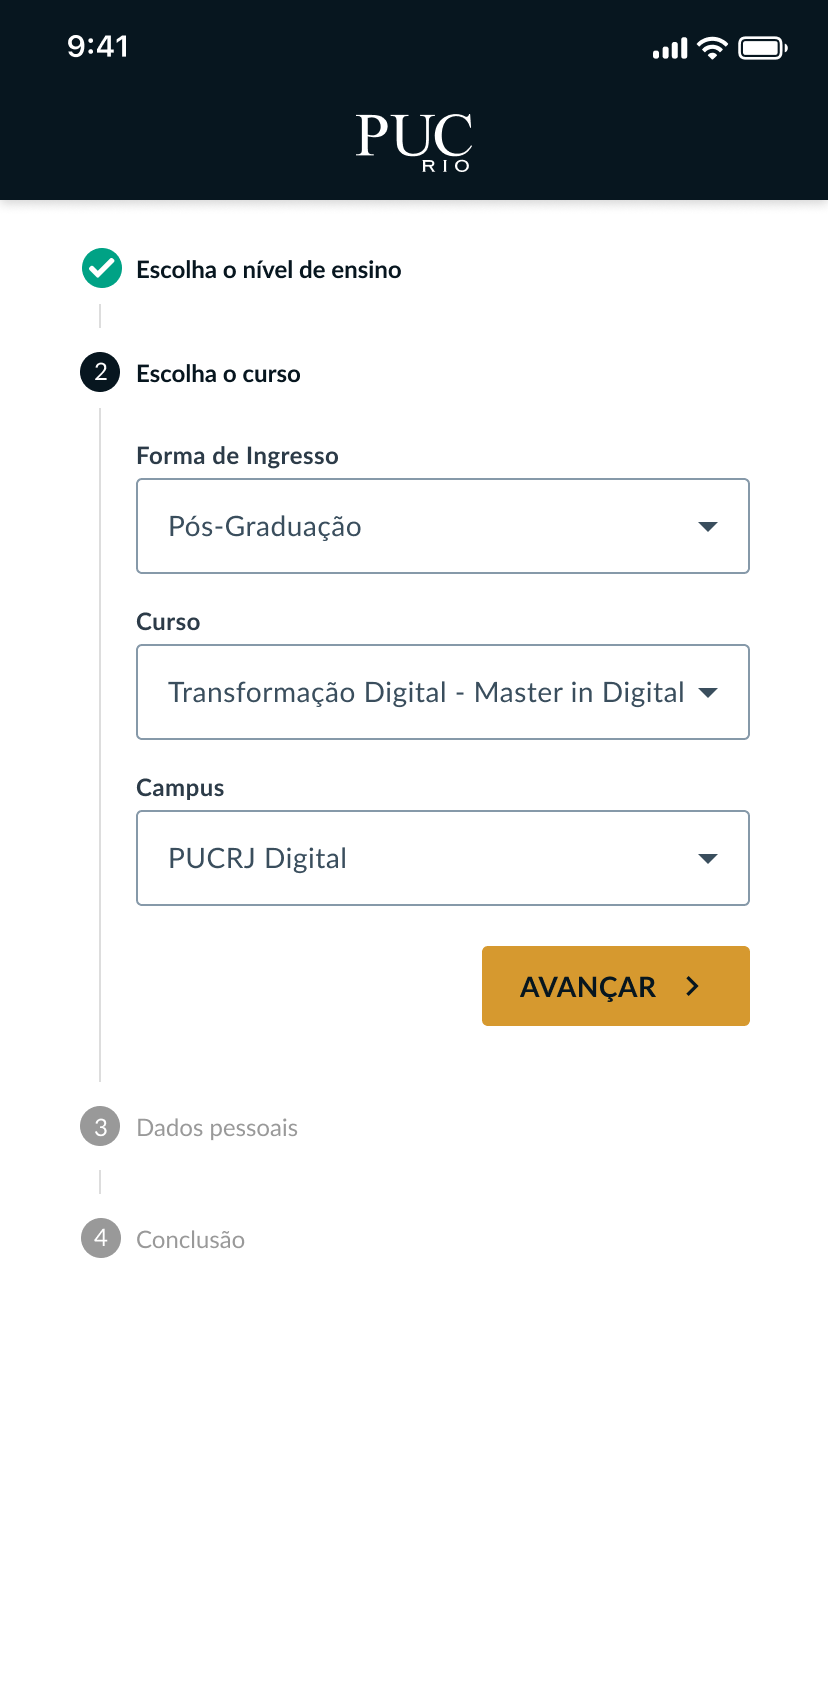 9:41
PUC
RIO
Escolha o nível de ensino
2
Escolha o curso
Forma de Ingresso
Pós-Graduação
Curso
Transformação Digital - Master in Digital
Campus
PUCRJ Digital
AVANÇAR
3
Dados pessoais
4
Conclusão